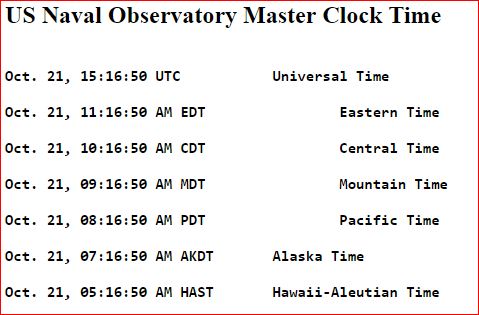 US Naval Observatory Master Clock Time
Oct. 21, 15:16:50 UTC Universal Time
Oct. 21, 11:16:50 AM EDT Eastern Time
Oct. 21, 10:16:50 AM CDT Central Time
Oct. 21, 09:16:50 AM MDT Mountain Time
Oct. 21, 08:16:50 AM PDT Pacific Time
Oct. 21, 07:16:50 AM AKDT Alaska Time
Oct. 21, 05:16:50 AM HAST Hawaii-Aleutian Time